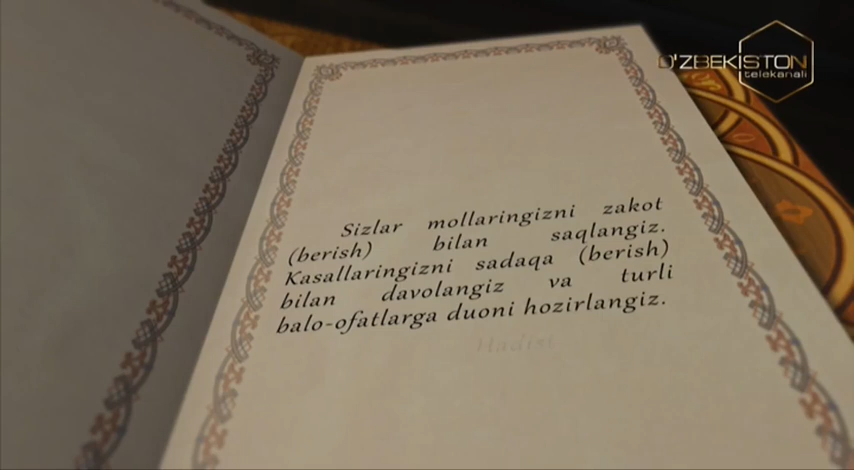 O'ZBEKISTON
telekanali
Sizlar mollaringizni zakot
(berish) bilan saqlangiz.
Kasallaringizni sadaqa (berish)
bilan davolangiz va turli
balo-ofatlarga duoni hozirlangiz.
Hadisi